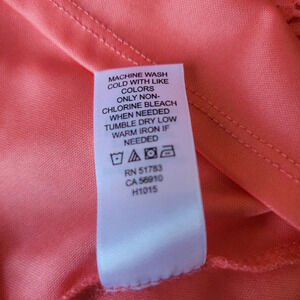 MACHINE WASH
COLD WITH LIKE
COLORS
ONLY NON-
CHLORINE BLEACH
WHEN NEEDED
TUMBLE DRY LOW
WARM IRON IF
NEEDED
RN 51783
CA 56910
H1015